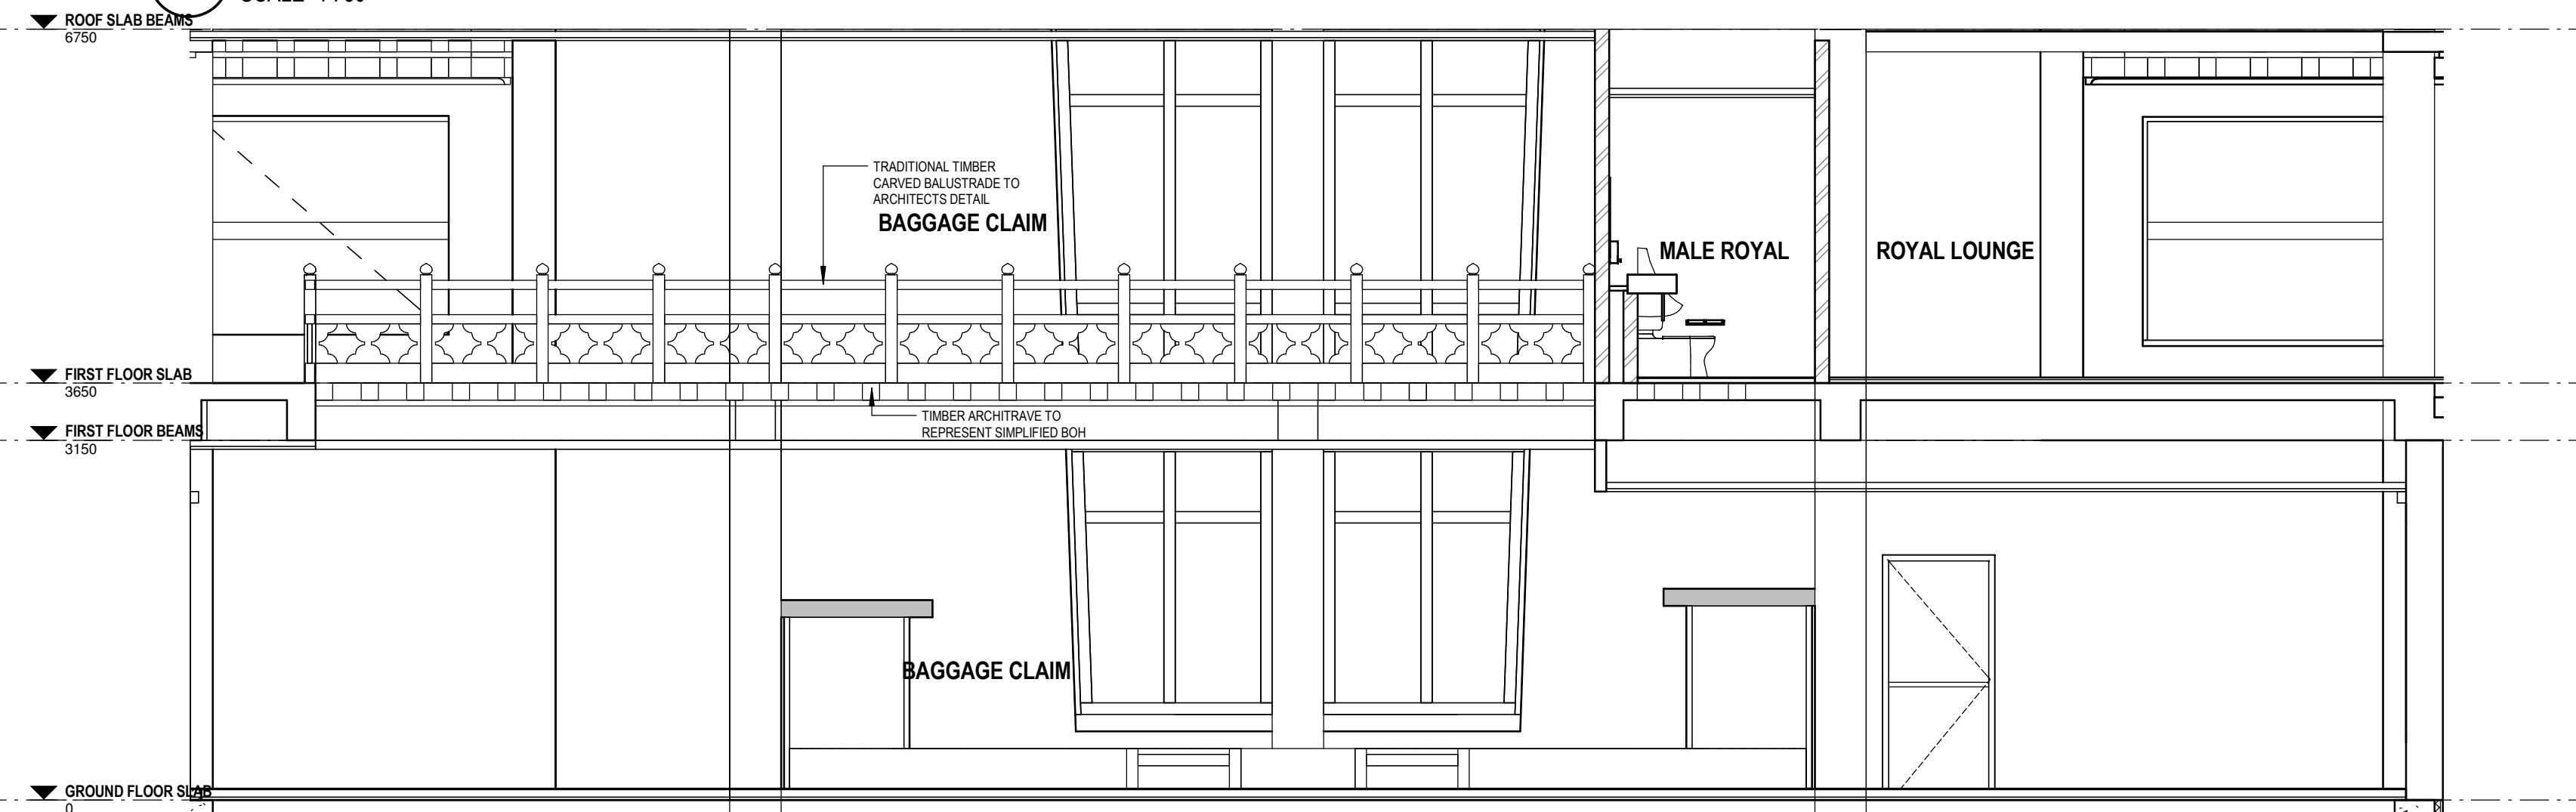 ROOF SLAB BEAMS
6750
TRADITIONAL TIMBER
CARVED BALUSTRADE TO
ARCHITECTS DETAIL
BAGGAGE CLAIM
MALE ROYAL
ROYAL LOUNGE
FIRST FLOOR SLAB
3650
TIMBER ARCHITRAVE TO
REPRESENT SIMPLIFIED BOH
FIRST FLOOR BEAMS
3150
BAGGAGE CLAIM
GROUND FLOOR SLAB
0